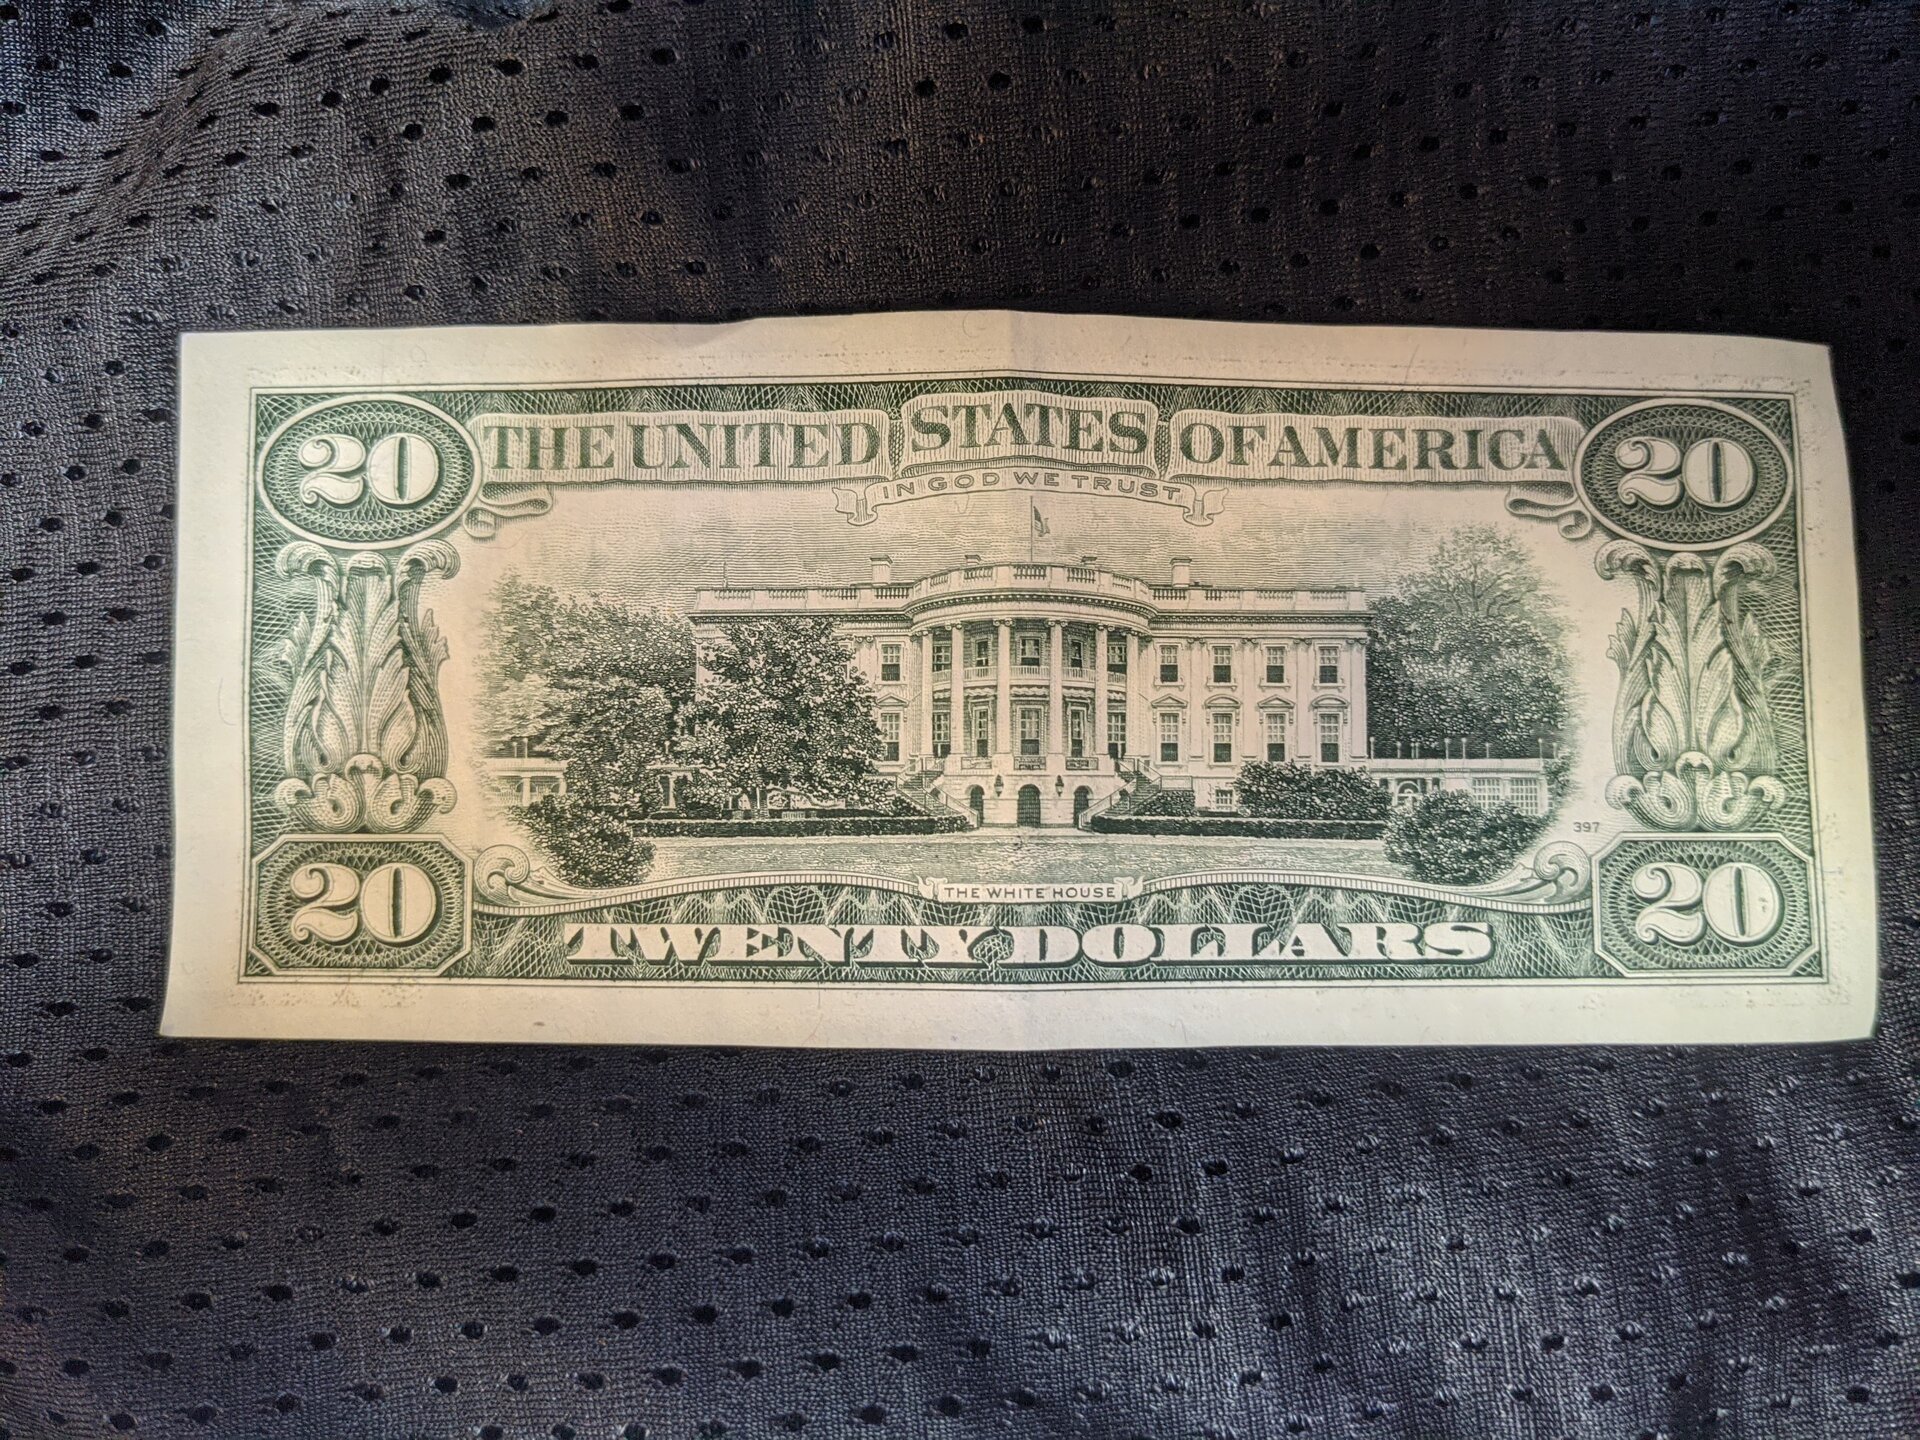 20 THE UNITED STATES OF AMERICA 20
IN GOD WE TRUST
397
THE WHITE HOUSE
20 TWENTY DOLLARS 20